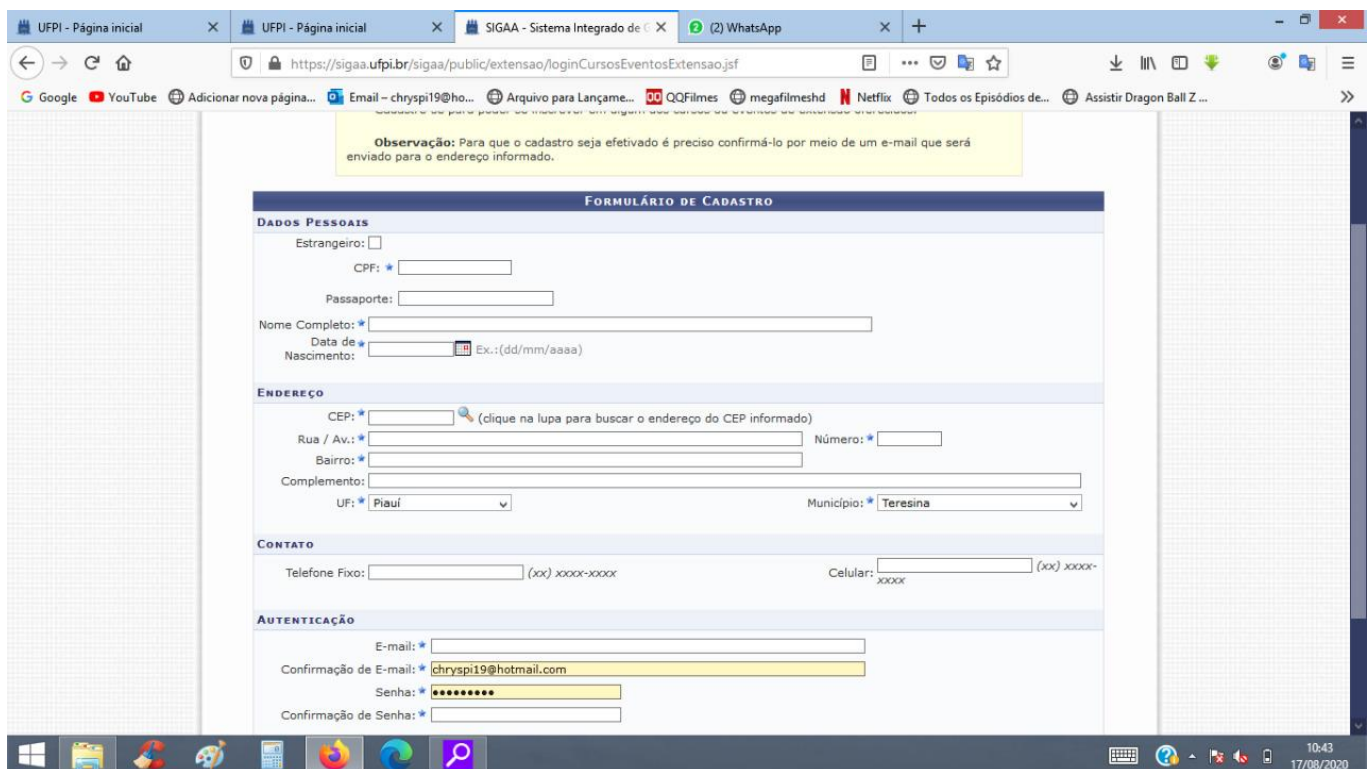 UFPI - Página inicial
UFPI - Página inicial
SIGAA - Sistema Integrado de G
(2) WhatsApp
https://sigaa.ufpi.br/sigaa/public/extensao/loginCursosEventosExtensao.jsf
Google YouTube Adicionar nova página... Email – chryspi19@ho... Arquivo para Lançame... QQFilmes megafilmeshd Netflix Todos os Episódios de... Assistir Dragon Ball Z ...
Observação: Para que o cadastro seja efetivado é preciso confirmá-lo por meio de um e-mail que será
enviado para o endereço informado.
FORMULÁRIO DE CADASTRO
DADOS PESSOAIS
Estrangeiro:
CPF:
Passaporte:
Nome Completo:
Data de
Nascimento:
Ex.:(dd/mm/aaaa)
ENDEREÇO
CEP: (clique na lupa para buscar o endereço do CEP informado)
Rua / Av.: Número:
Bairro:
Complemento:
UF: Piauí Município: Teresina
CONTATO
Telefone Fixo: (xx) xxxx-xxxx Celular: (xx) xxxx-
xxxx
AUTENTICAÇÃO
E-mail:
Confirmação de E-mail: chryspi19@hotmail.com
Senha: •••••••••
Confirmação de Senha:
10:43
17/08/2020